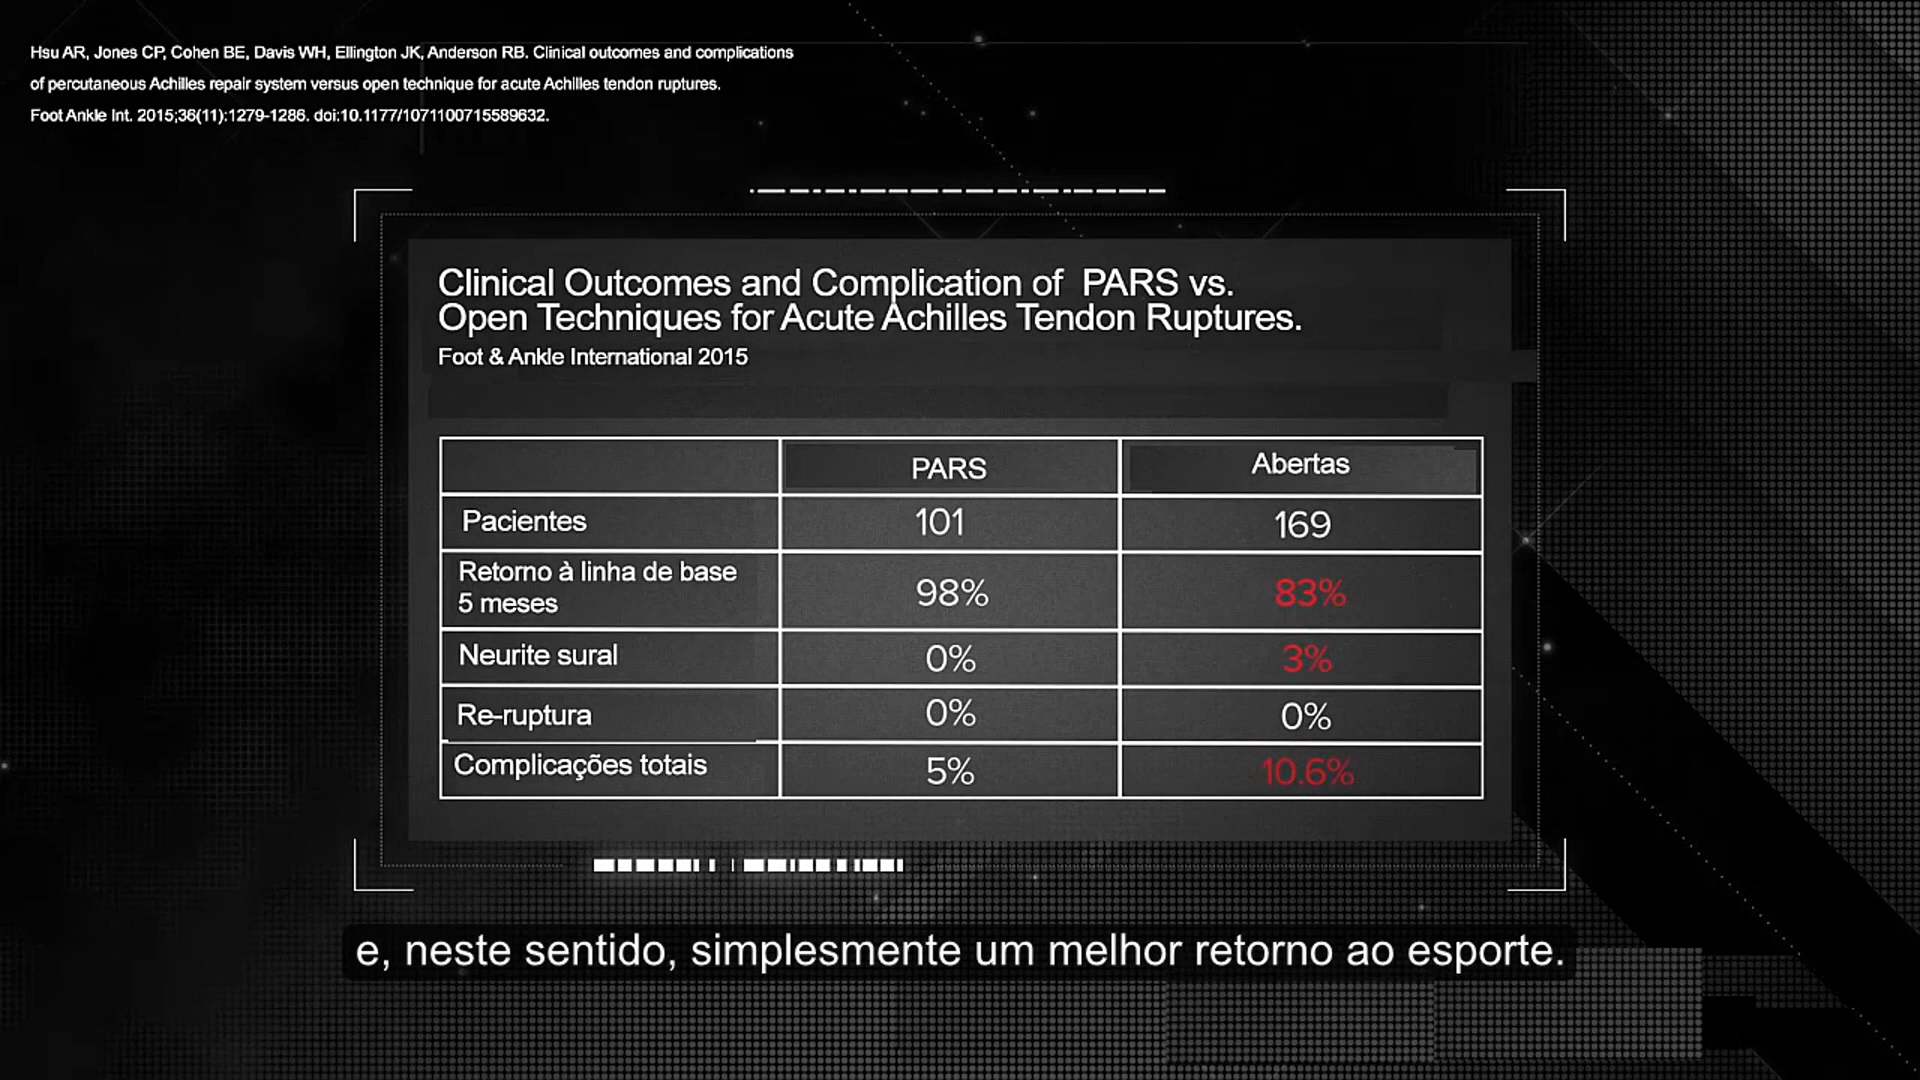 Hsu AR, Jones CP, Cohen BE, Davis WH, Ellington JK, Anderson RB. Clinical outcomes and complications
of percutaneous Achilles repair system versus open technique for acute Achilles tendon ruptures.
Foot Ankle Int. 2015;36(11):1279-1286. doi:10.1177/1071100715589632.
Clinical Outcomes and Complication of PARS vs.
Open Techniques for Acute Achilles Tendon Ruptures.
Foot & Ankle International 2015
PARS Abertas
Pacientes 101 169
Retorno à linha de base
5 meses 98% 83%
Neurite sural 0% 3%
Re-ruptura 0% 0%
Complicações totais 5% 10.6%
e, neste sentido, simplesmente um melhor retorno ao esporte.